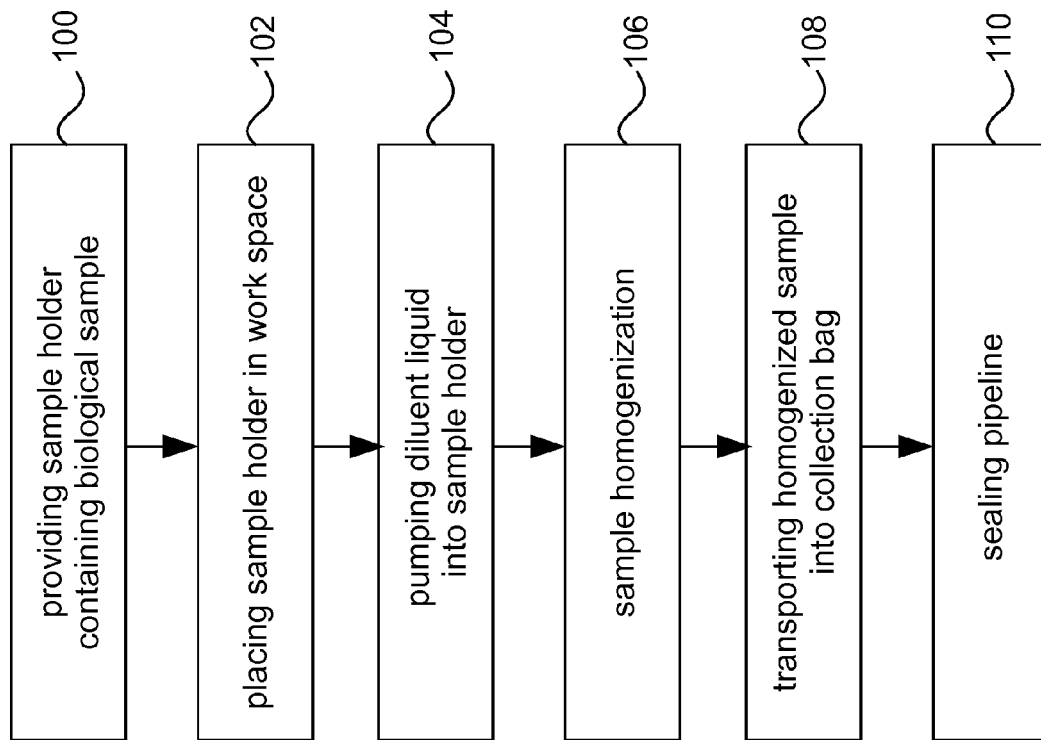 providing sample holder
containing biological sample
100
placing sample holder in work space
102
pumping diluent liquid
into sample holder
104
sample homogenization
106
transporting homogenized sample
into collection bag
108
sealing pipeline
110